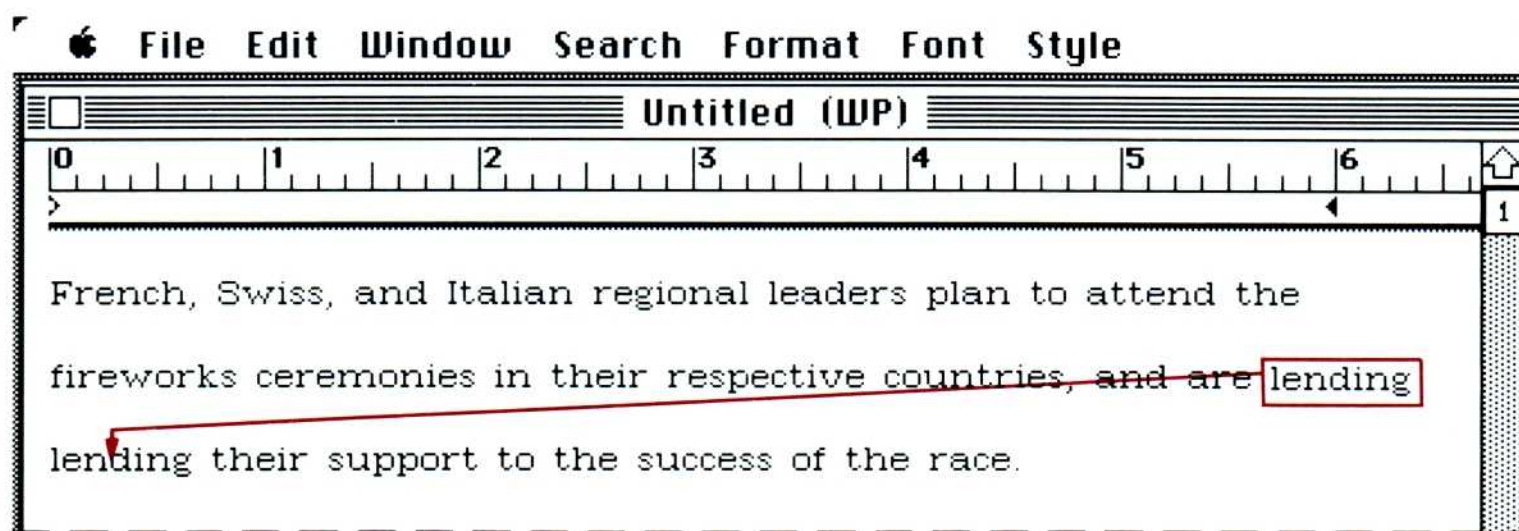 File Edit Window Search Format Font Style
Untitled (WP)
0 1 2 3 4 5 6
1
French, Swiss, and Italian regional leaders plan to attend the
fireworks ceremonies in their respective countries, and are lending
lending their support to the success of the race.